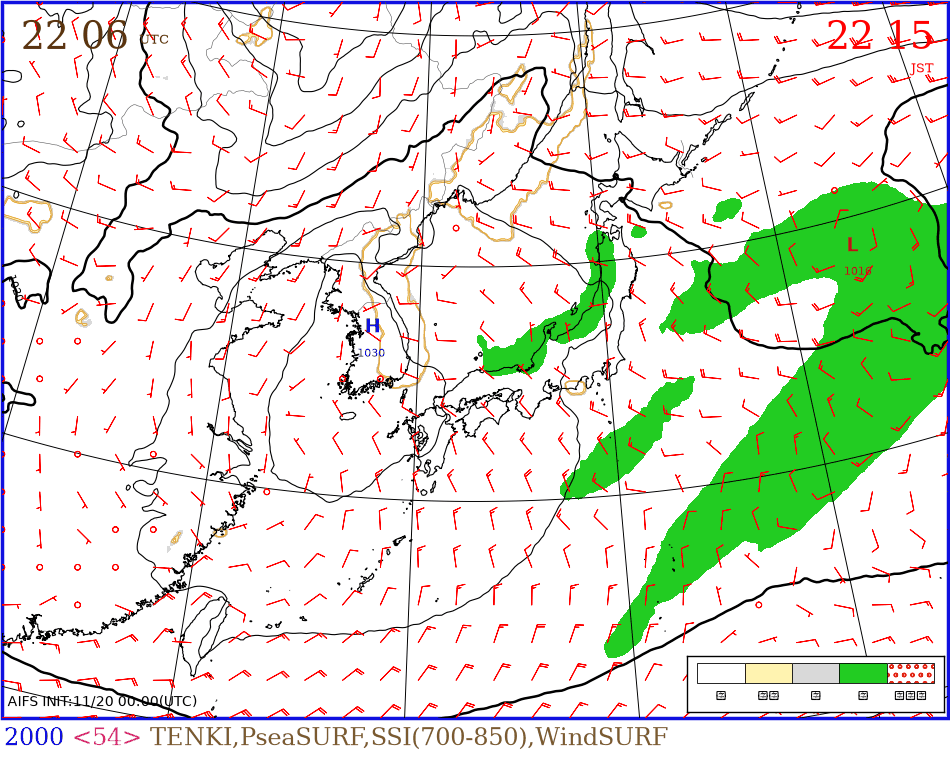 22 06 UTC
22 15
JST
L
1016
H
1030
AIFS INIT:11/20 00:00(UTC)
2000 <54> TENKI,PseaSURF,SSI(700-850),WindSURF